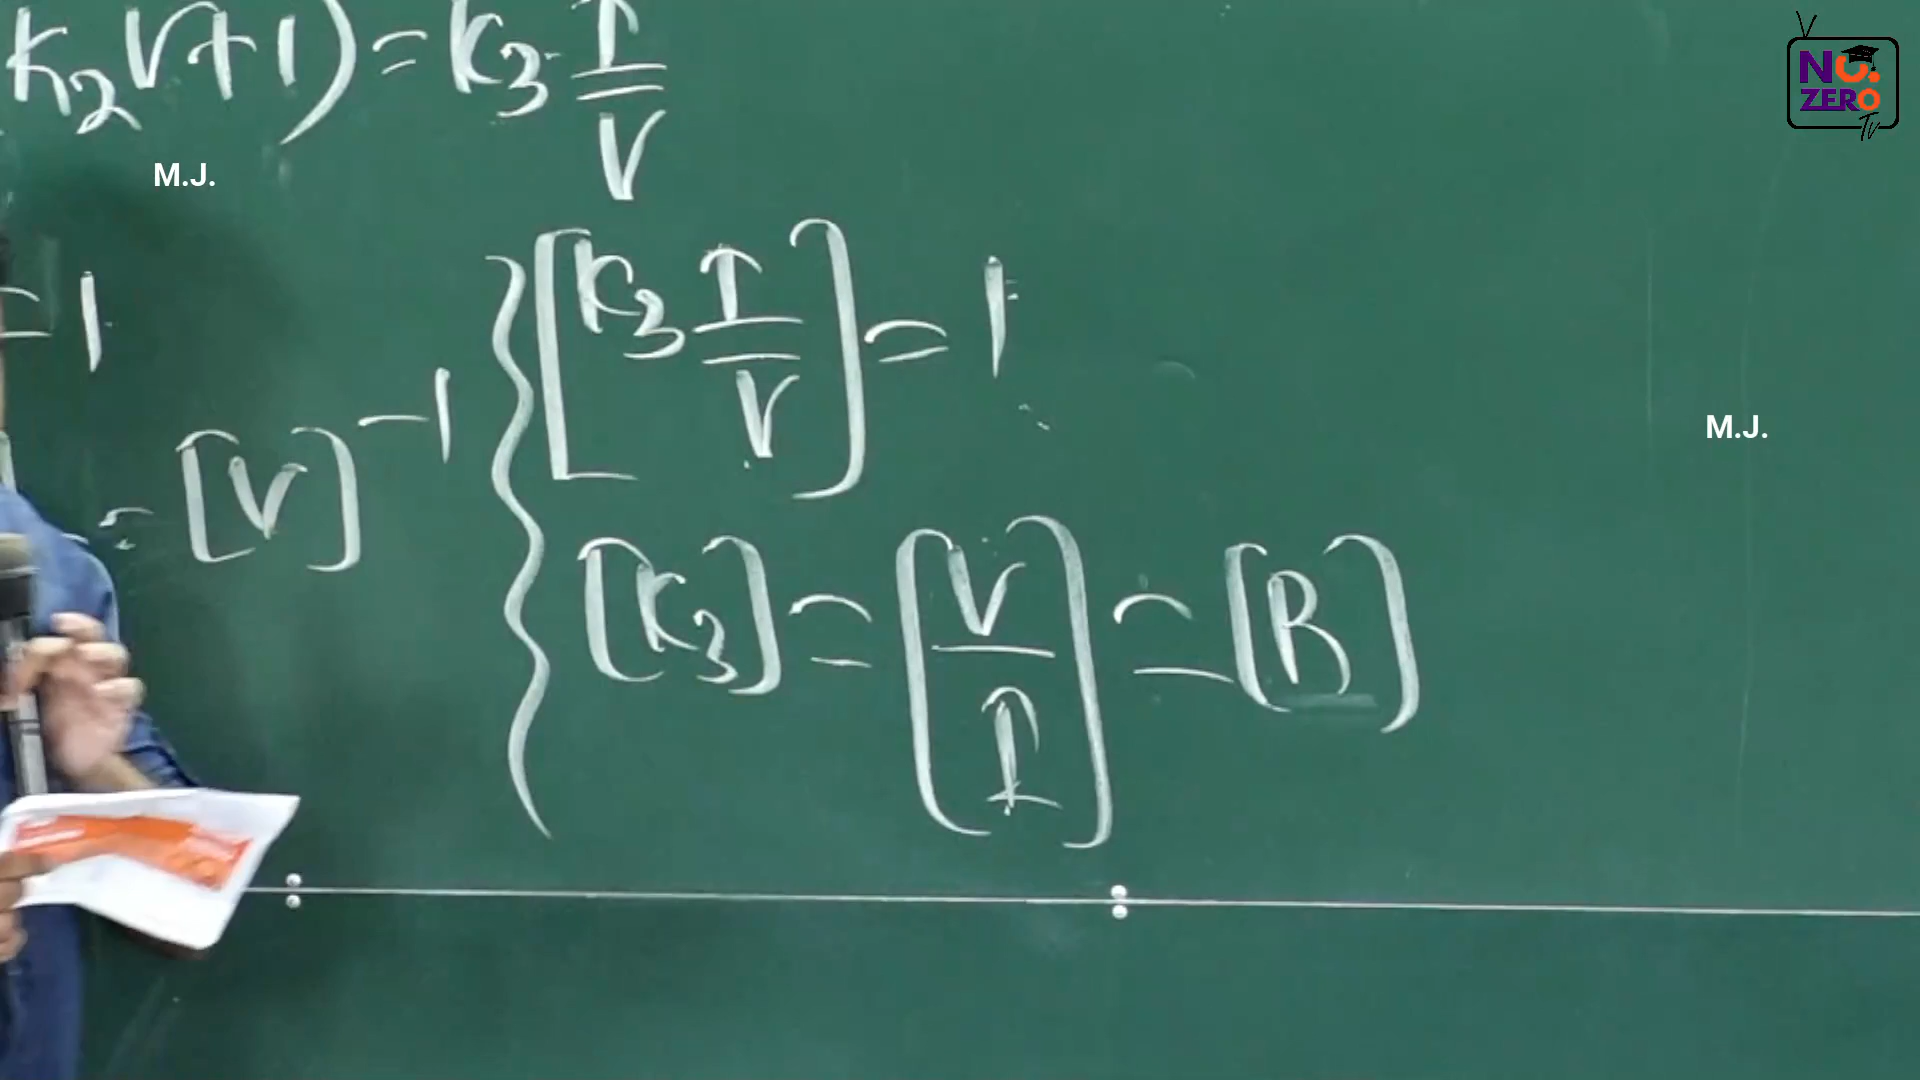 K₂V+1) = K₃ I/V
NO.
ZERO
Tv
M.J.
= 1
[K₃ I/V] = 1
M.J.
= [V]⁻¹
[K₃] = [V/I] = [R]